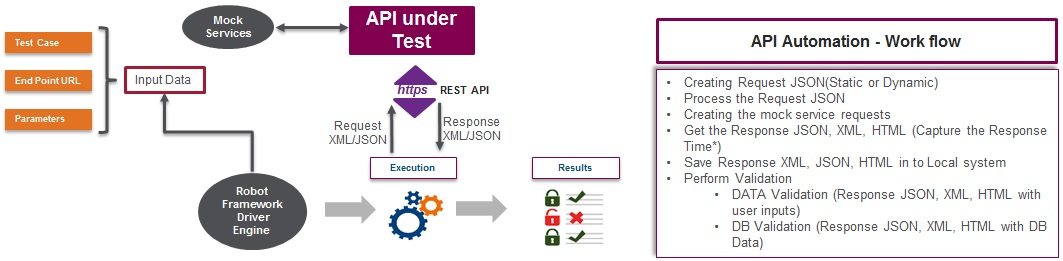 Mock
Services
API under
Test
Test Case
End Point URL
Parameters
Input Data
https
REST API
Request
XML/JSON
Response
XML/JSON
Execution
Results
Robot
Framework
Driver
Engine
API Automation - Work flow
• Creating Request JSON(Static or Dynamic)
• Process the Request JSON
• Creating the mock service requests
• Get the Response JSON, XML, HTML (Capture the Response
Time*)
• Save Response XML, JSON, HTML in to Local system
• Perform Validation
• DATA Validation (Response JSON, XML, HTML with
user inputs)
• DB Validation (Response JSON, XML, HTML with DB
Data)